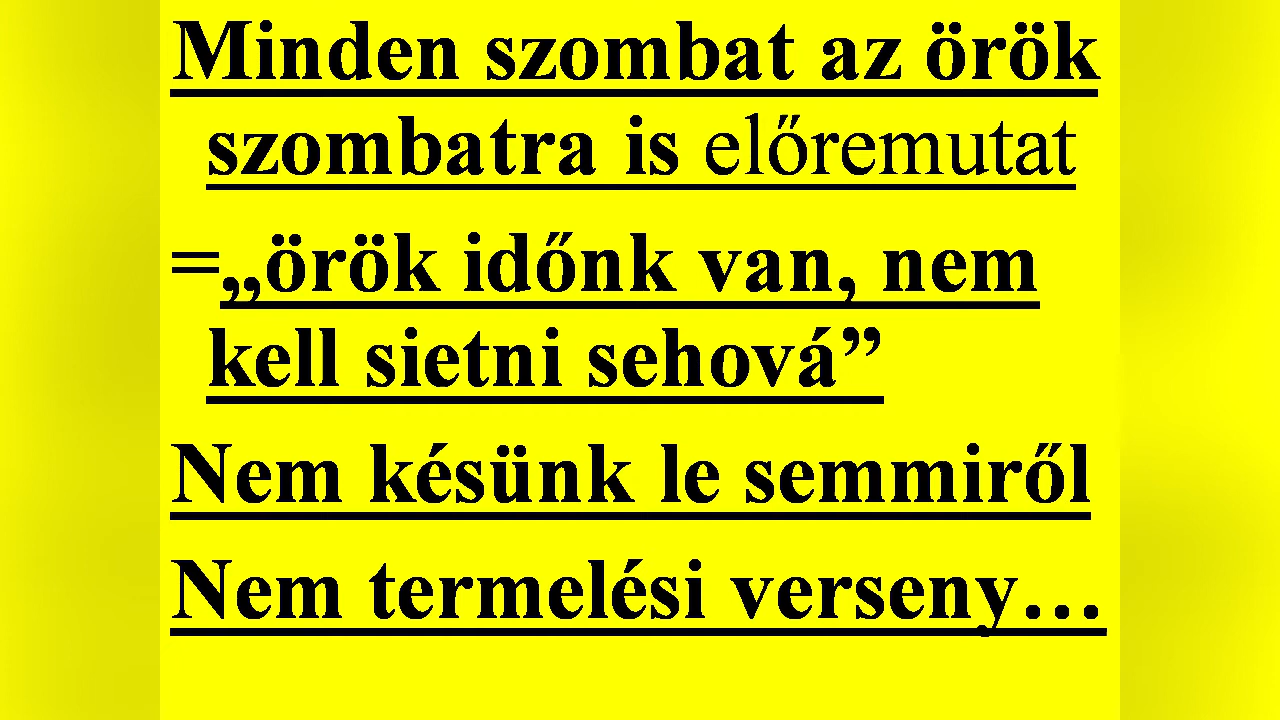 Minden szombat az örök
szombatra is előremutat
=„örök időnk van, nem
kell sietni sehová”
Nem késünk le semmiről
Nem termelési verseny…